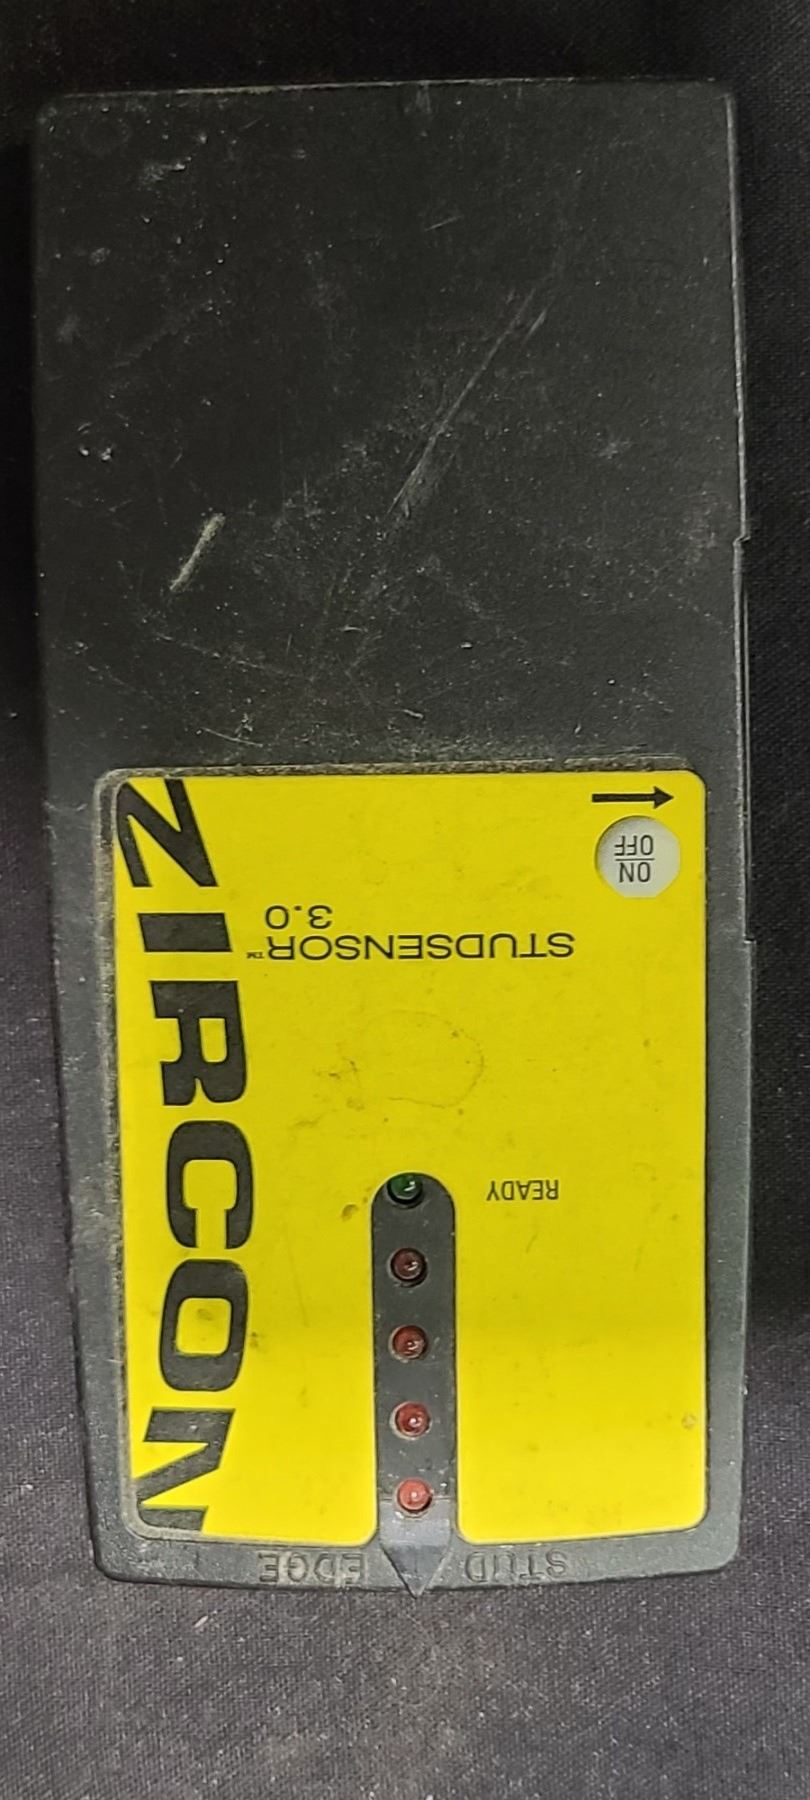 STUD EDGE
READY
STUDSENSOR™
3.0
ON
OFF
ZIRCON